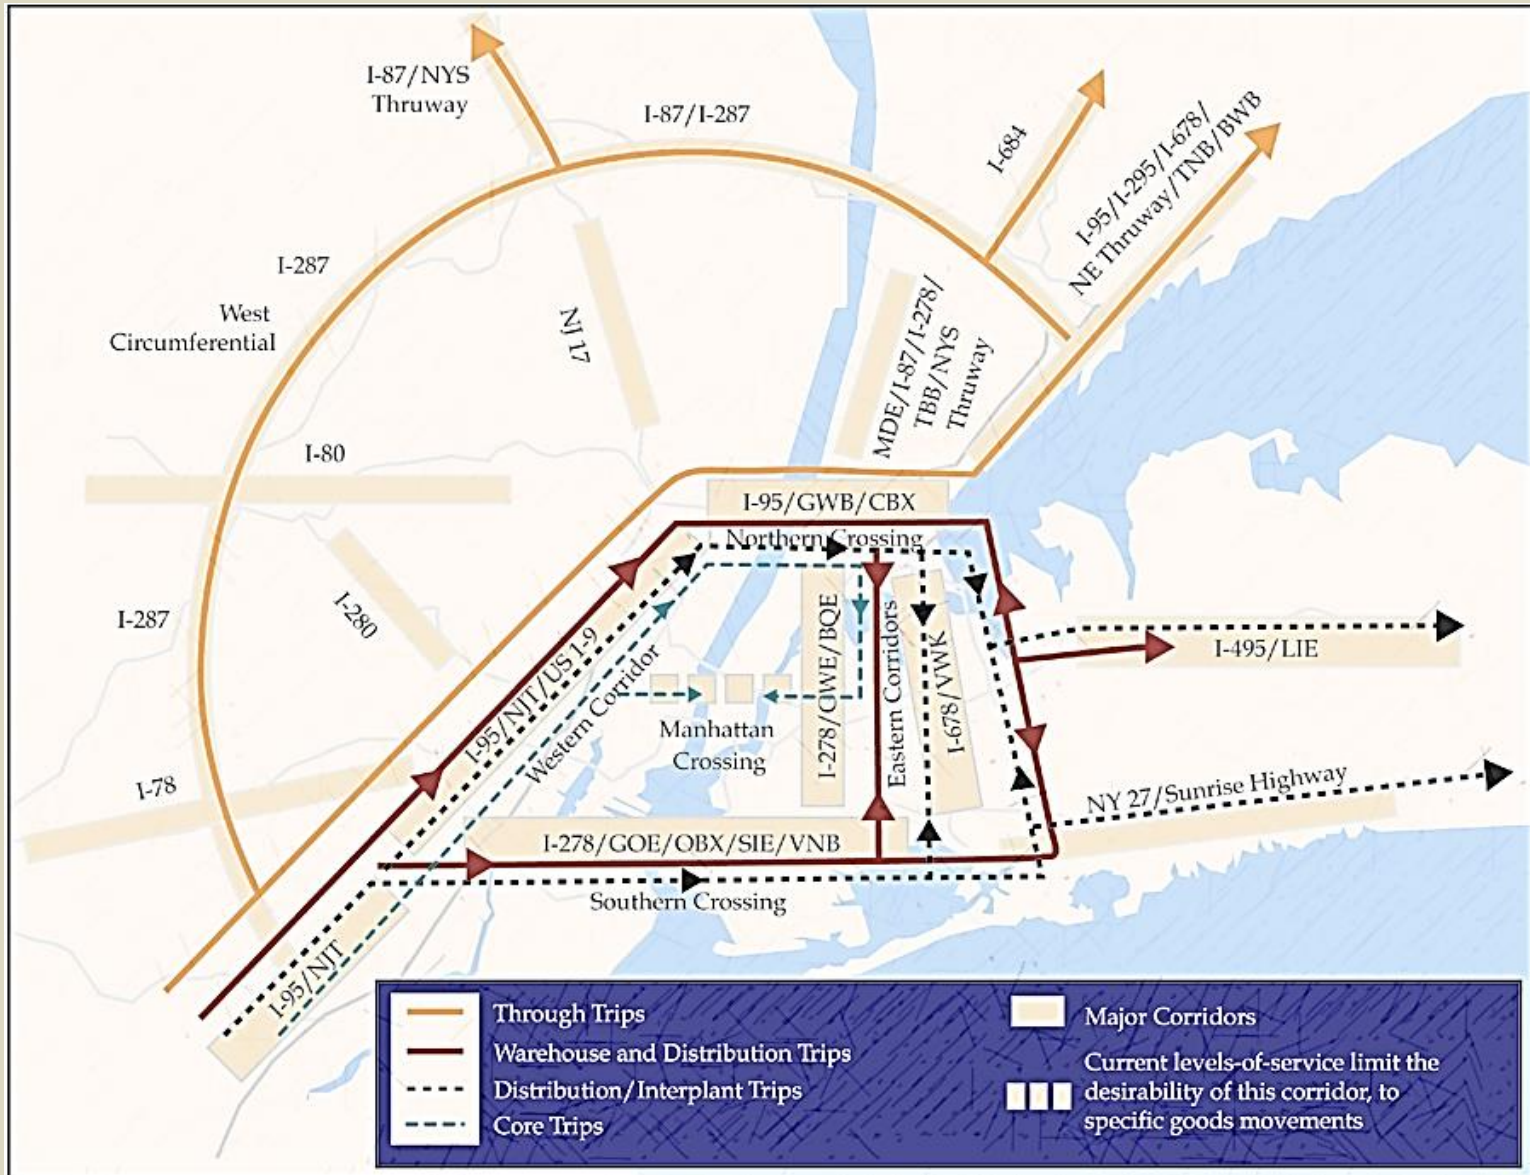 I-87/NYS
Thruway
I-87/I-287
I-684
I-95/I-295/I-678/
NE Thruway/TNB/BWB
I-287
West
Circumferential
NJ 17
MDE/I-87/I-278/
TBB/NYS
Thruway
I-80
I-95/GWB/CBX
Northern Crossing
I-287
I-280
I-95/NJT/US 1-9
Western Corridor
Manhattan
Crossing
I-278/GWE/BQE
Eastern Corridors
I-678/VWK
I-495/LIE
I-78
NY 27/Sunrise Highway
I-278/GOE/OBX/SIE/VNB
Southern Crossing
I-95/NJT
Through Trips
Warehouse and Distribution Trips
Distribution/Interplant Trips
Core Trips
Major Corridors
Current levels-of-service limit the
desirability of this corridor, to
specific goods movements